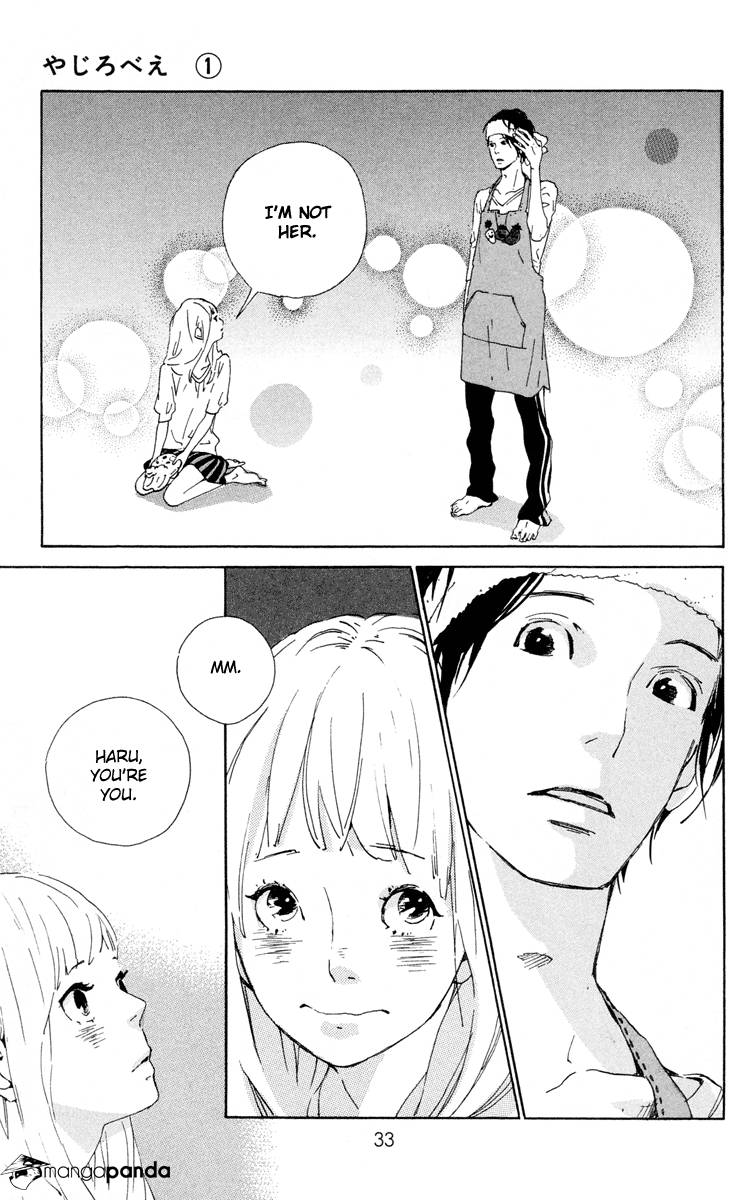 やじろべえ ①
I'M NOT
HER.
MM.
HARU,
YOU'RE
YOU.
33
mangapanda